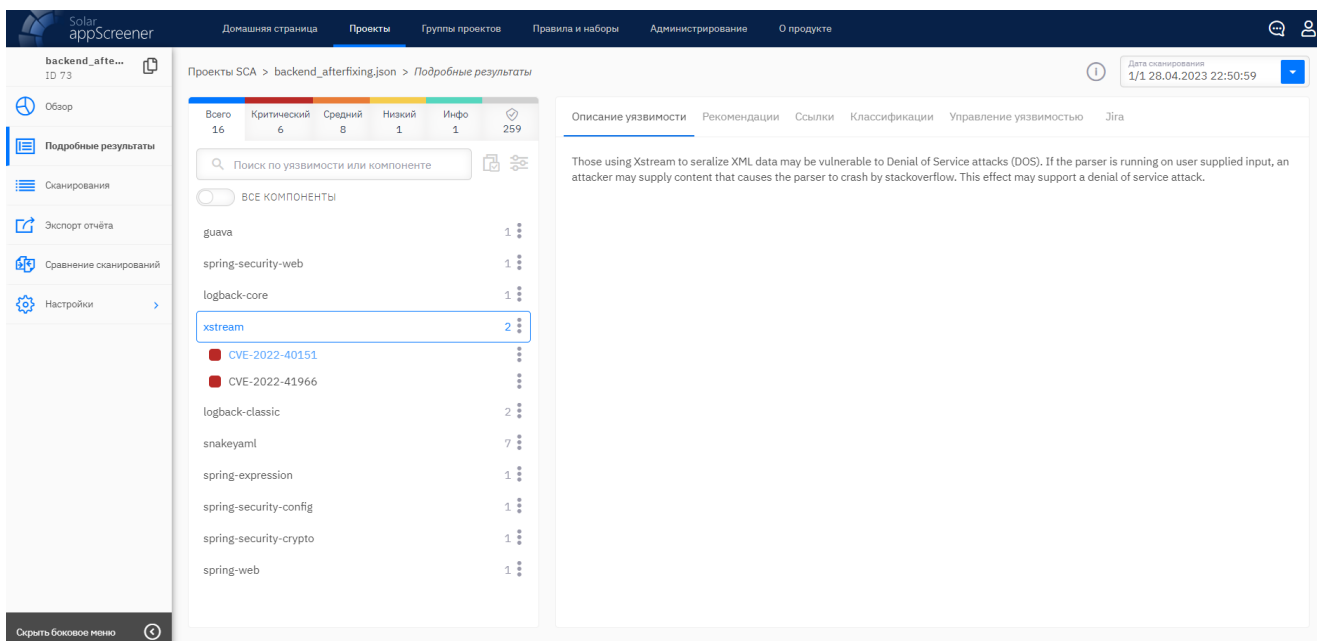 Solar
appScreener
Домашняя страница Проекты Группы проектов Правила и наборы Администрирование О продукте
backend_afte...
ID 73
Обзор
Подробные результаты
Сканирования
Экспорт отчёта
Сравнение сканирований
Настройки
Скрыть боковое меню
Проекты SCA > backend_afterfixing.json > Подробные результаты
Дата сканирования
1/1 28.04.2023 22:50:59
Всего Критический Средний Низкий Инфо
16 6 8 1 1 259
Поиск по уязвимости или компоненте
ВСЕ КОМПОНЕНТЫ
guava 1
spring-security-web 1
logback-core 1
xstream 2
CVE-2022-40151
CVE-2022-41966
logback-classic 2
snakeyaml 7
spring-expression 1
spring-security-config 1
spring-security-crypto 1
spring-web 1
Описание уязвимости Рекомендации Ссылки Классификации Управление уязвимостью Jira
Those using Xstream to seralize XML data may be vulnerable to Denial of Service attacks (DOS). If the parser is running on user supplied input, an
attacker may supply content that causes the parser to crash by stackoverflow. This effect may support a denial of service attack.